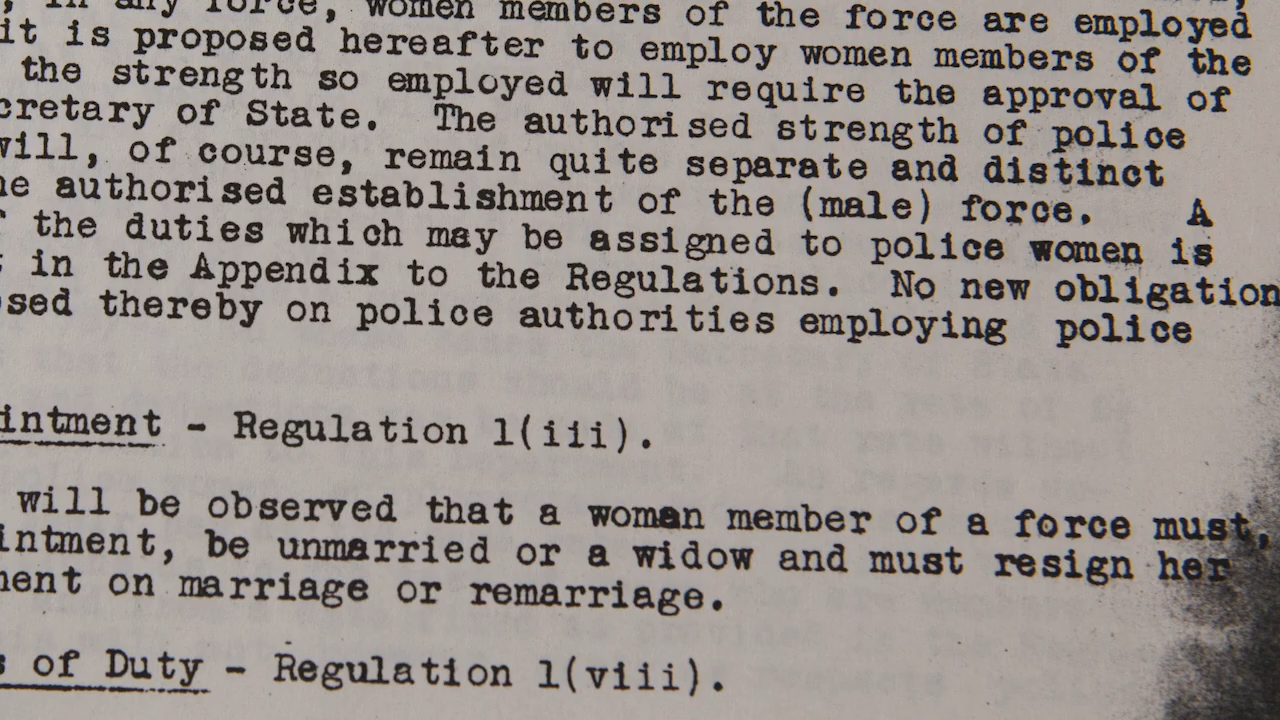 in any force, women members of the force are employed
it is proposed hereafter to employ women members of the
the strength so employed will require the approval of
cretary of State. The authorised strength of police
will, of course, remain quite separate and distinct
he authorised establishment of the (male) force. A
the duties which may be assigned to police women is
in the Appendix to the Regulations. No new obligation
sed thereby on police authorities employing police
intment - Regulation 1(iii).
will be observed that a woman member of a force must,
intment, be unmarried or a widow and must resign her
ment on marriage or remarriage.
s of Duty - Regulation 1(viii).